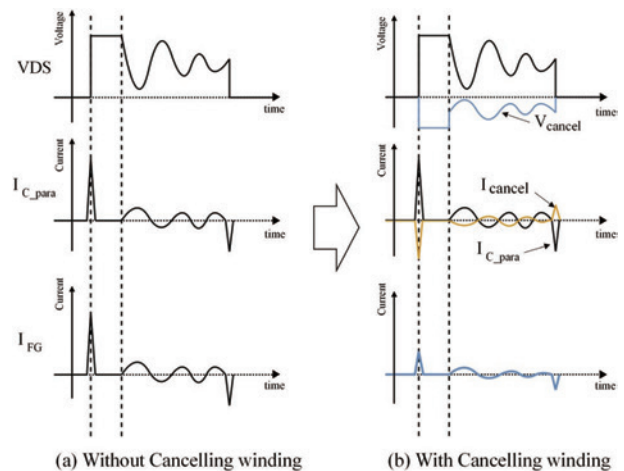 Voltage
VDS
time
Current
I C_para
time
Current
I FG
time
(a) Without Cancelling winding
Voltage
time
V cancel
Current
I cancel
time
I C_para
Current
time
(b) With Cancelling winding